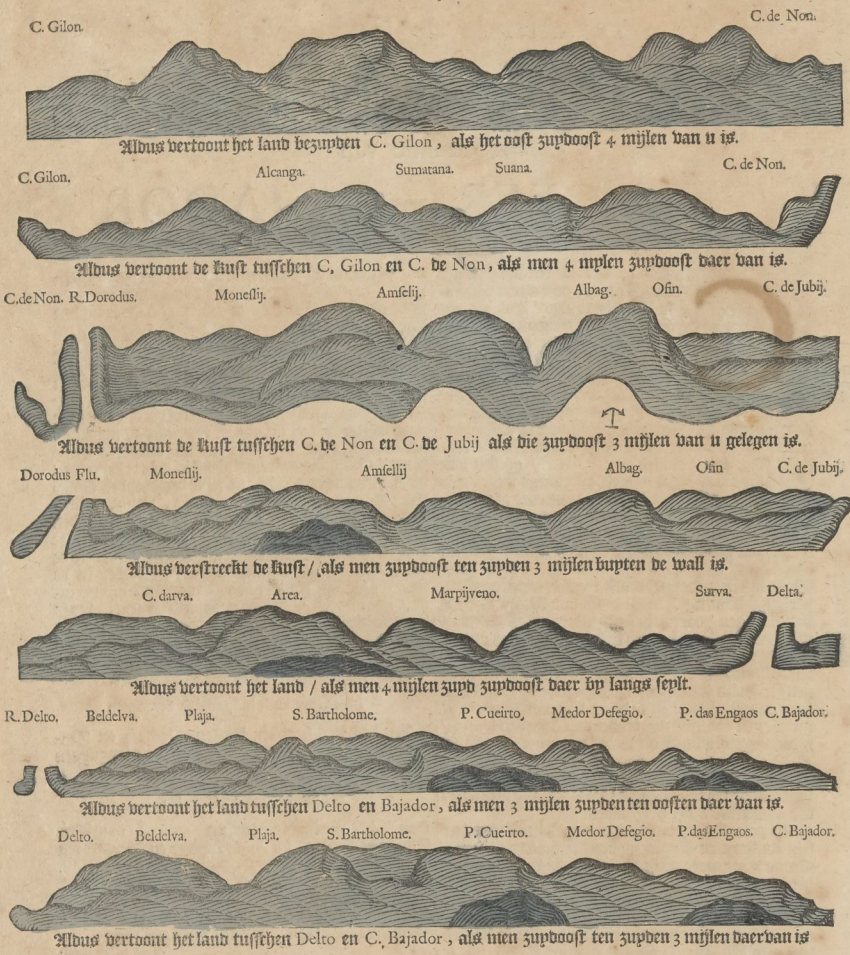 C. Gilon. C. de Non.
Aldus vertoont het land bezuyden C. Gilon, als het oost zuydoost 4 mijlen van u is.
C. Gilon. Alcanga. Sumatana. Suana. C. de Non.
Aldus vertoont de kust tusschen C. Gilon en C. de Non, als men 4 mylen zuydoost daer van is.
C. de Non. R. Dorodus. Moneslij. Amselij. Albag. Osin. C. de Jubij.
Aldus vertoont de kust tusschen C. de Non en C. de Jubij als die zuydoost 3 mijlen van u gelegen is.
Dorodus Flu. Moneslij. Amsellij Albag. Osin C. de Jubij.
Aldus verstreckt de kust / als men zuydoost ten zuyden 3 mijlen buyten de wall is.
C. darva. Area. Marpijveno. Surva. Delta.
Aldus vertoont het land / als men 4 mijlen zuyd zuydoost daer by langs seylt.
R. Delto. Beldelva. Plaja. S. Bartholome. P. Cueirto. Medor Defegio. P. das Engaos C. Bajador.
Aldus vertoont het land tusschen Delto en Bajador, als men 3 mijlen zuyden ten oosten daer van is.
Delto. Beldelva. Plaja. S. Bartholome. P. Cueirto. Medor Defegio. P. das Engaos. C. Bajador.
Aldus vertoont het land tusschen Delto en C. Bajador, als men zuydoost ten zuyden 3 mijlen daer van is